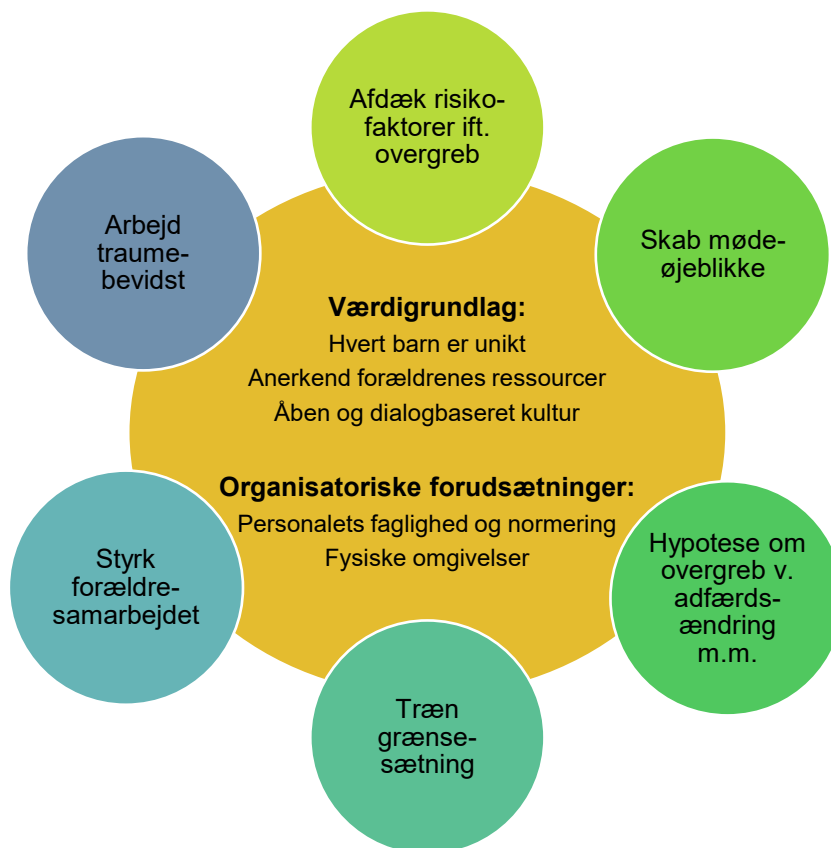 Afdæk risiko-
faktorer ift.
overgreb
Skab møde-
øjeblikke
Hypotese om
overgreb v.
adfærds-
ændring
m.m.
Træn
grænse-
sætning
Styrk
forældre-
samarbejdet
Arbejd
traume-
bevidst
Værdigrundlag:
Hvert barn er unikt
Anerkend forældrenes ressourcer
Åben og dialogbaseret kultur
Organisatoriske forudsætninger:
Personalets faglighed og normering
Fysiske omgivelser